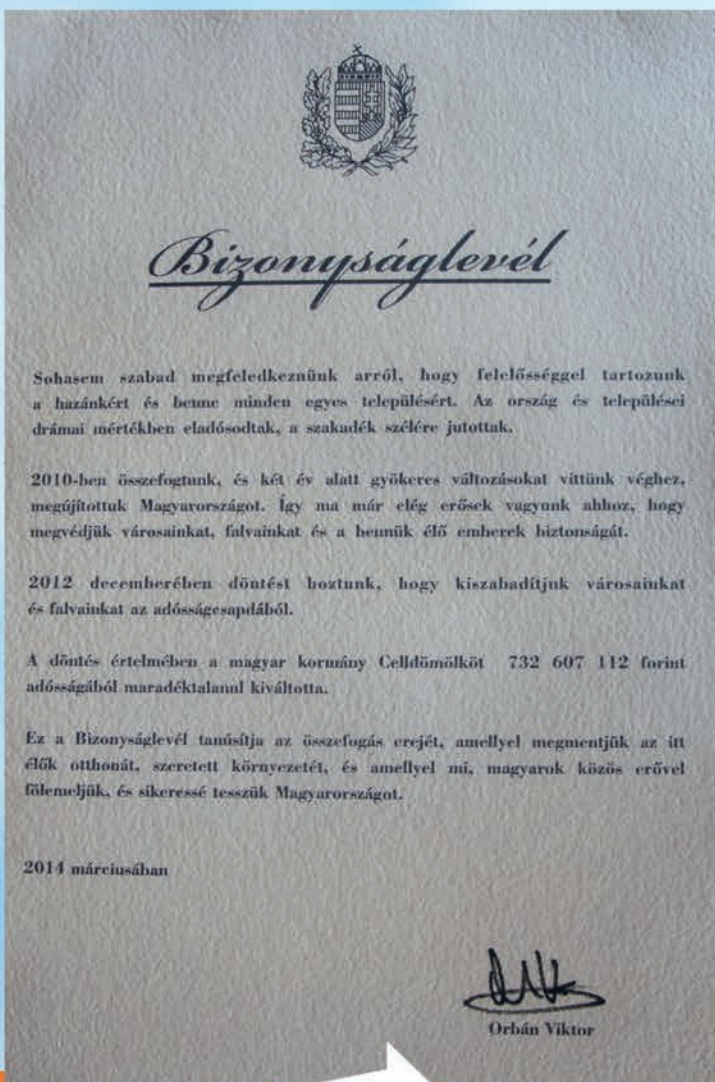 Bizonyságlevél
Sohasem szabad megfeledkeznünk arról, hogy felelősséggel tartozunk
a hazánkért és benne minden egyes településért. Az ország és települései
drámai mértékben eladósodtak, a szakadék szélére jutottak.
2010-ben összefogtunk, és két év alatt gyökeres változásokat vittünk véghez,
megújítottuk Magyarországot. Így ma már elég erősek vagyunk ahhoz, hogy
megvédjük városainkat, falvainkat és a bennük élő emberek biztonságát.
2012 decemberében döntést hoztunk, hogy kiszabadítjuk városainkat
és falvainkat az adósságcsapdából.
A döntés értelmében a magyar kormány Celldömölköt 732 607 112 forint
adósságából maradéktalanul kiváltotta.
Ez a Bizonyságlevél tanúsítja az összefogás erejét, amellyel megmentjük az itt
élők otthonát, szeretett környezetét, és amellyel mi, magyarok közös erővel
fölemeljük, és sikeressé tesszük Magyarországot.
2014 márciusában
Orbán Viktor